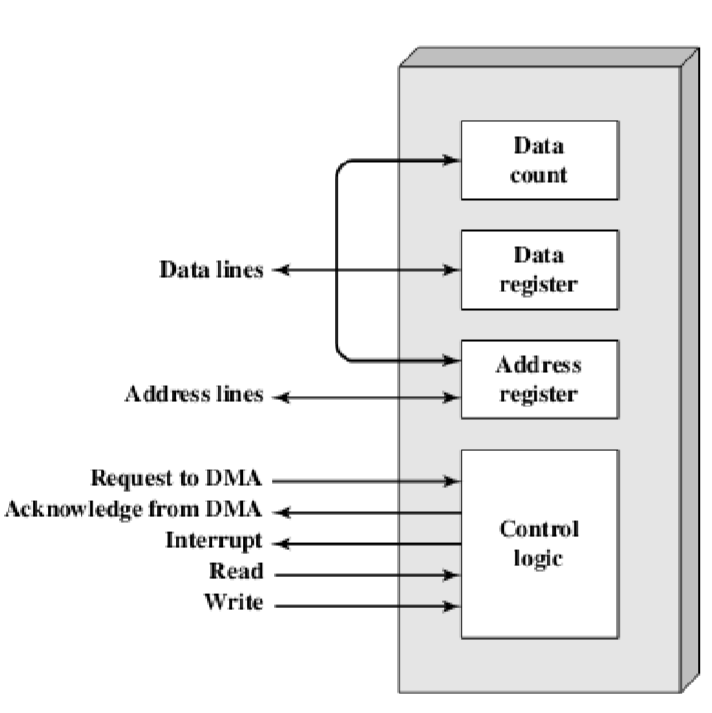 Data
count
Data lines
Data
register
Address
register
Address lines
Request to DMA
Acknowledge from DMA
Interrupt
Read
Write
Control
logic